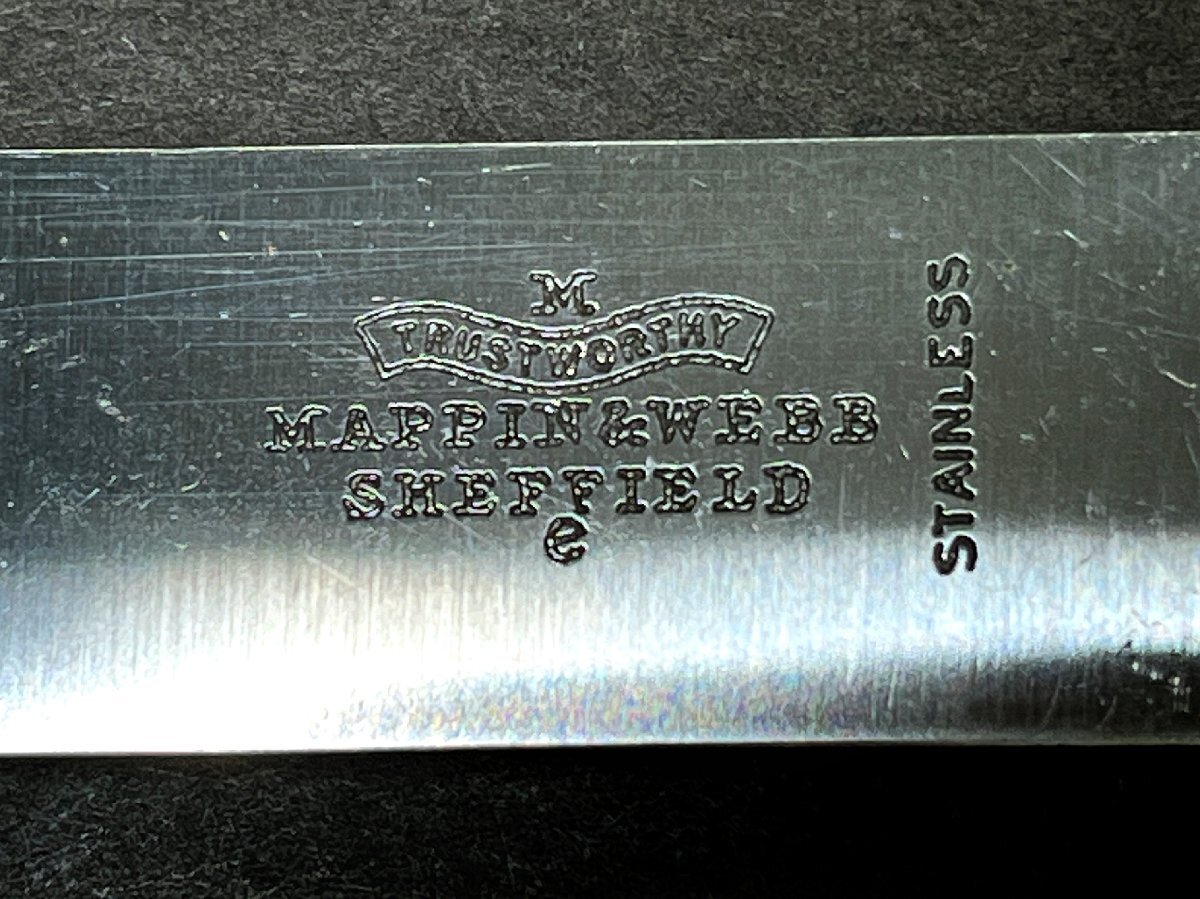 M
TRUSTWORTHY
MAPPIN&WEBB
SHEFFIELD
e
STAINLESS